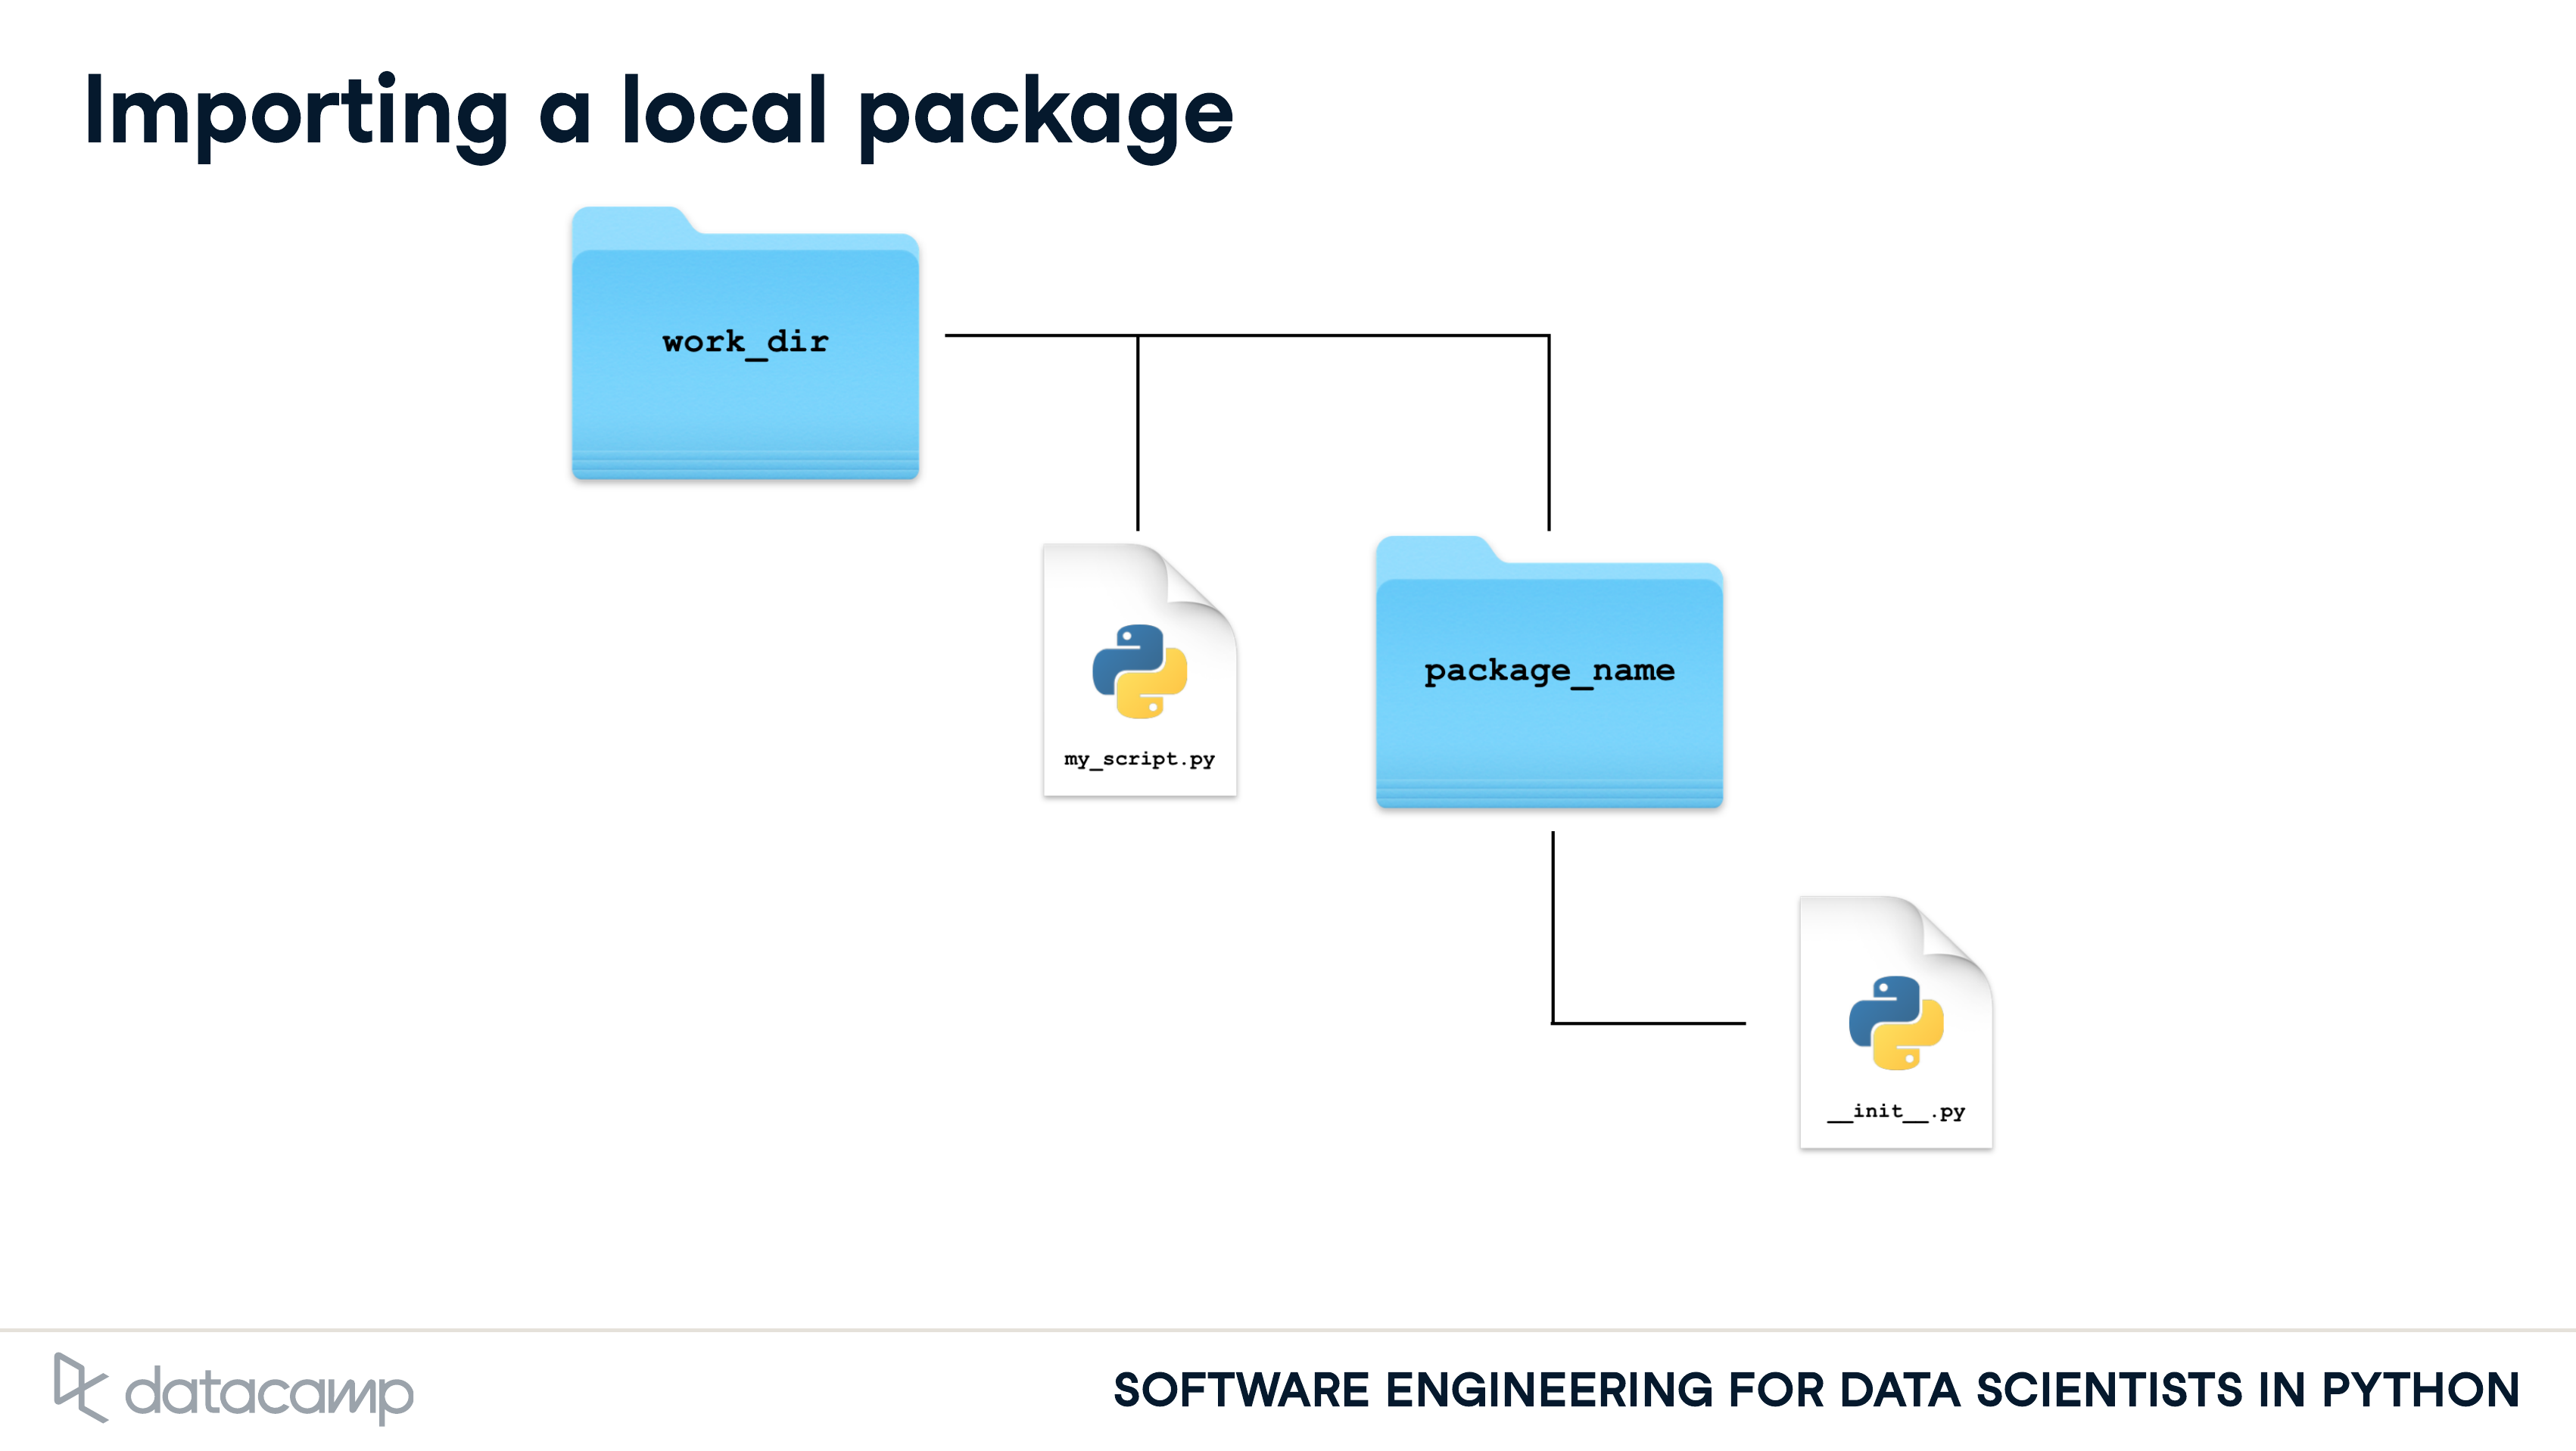 Importing a local package
work_dir
my_script.py
package_name
__init__.py
datacamp
SOFTWARE ENGINEERING FOR DATA SCIENTISTS IN PYTHON